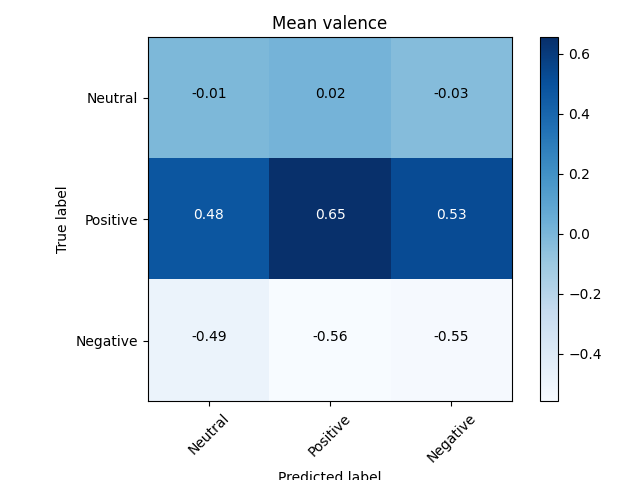 Mean valence
Neutral -0.01 0.02 -0.03
Positive 0.48 0.65 0.53
Negative -0.49 -0.56 -0.55
True label
Neutral Positive Negative
Predicted label
0.6
0.4
0.2
0.0
−0.2
−0.4